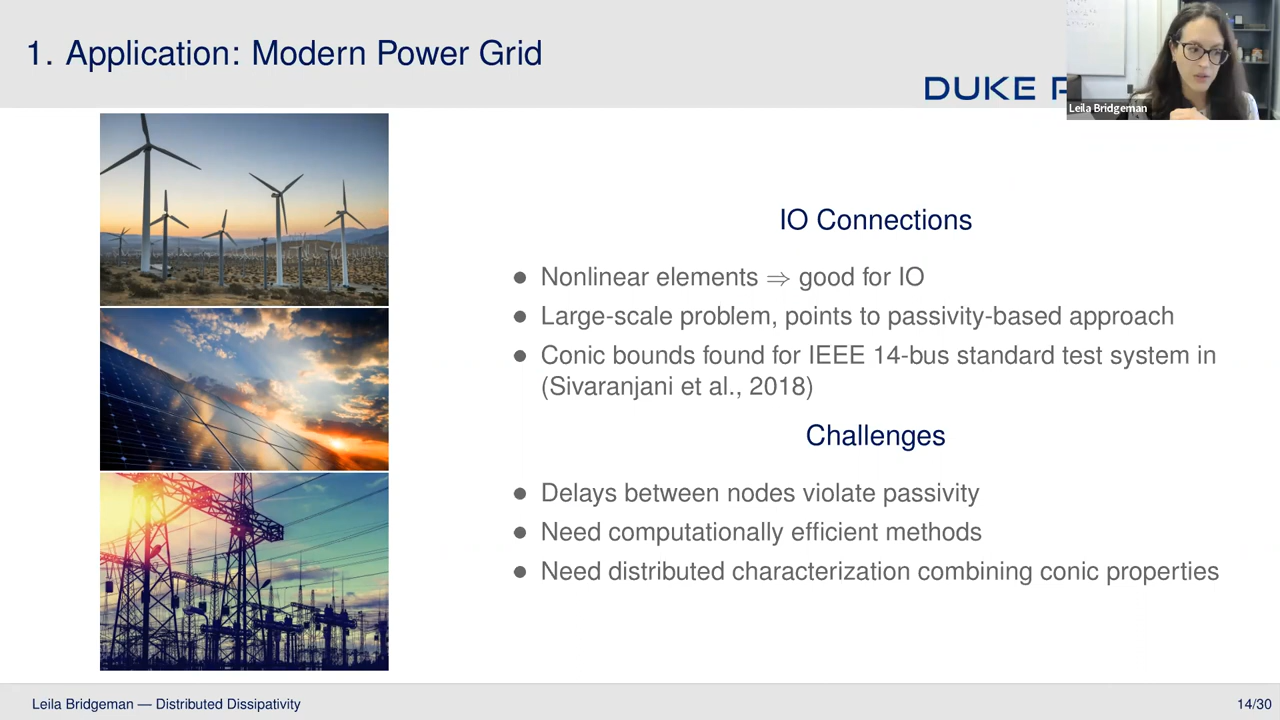 1. Application: Modern Power Grid
DUKE
Leila Bridgeman
IO Connections
● Nonlinear elements ⇒ good for IO
● Large-scale problem, points to passivity-based approach
● Conic bounds found for IEEE 14-bus standard test system in
(Sivaranjani et al., 2018)
Challenges
● Delays between nodes violate passivity
● Need computationally efficient methods
● Need distributed characterization combining conic properties
Leila Bridgeman — Distributed Dissipativity
14/30